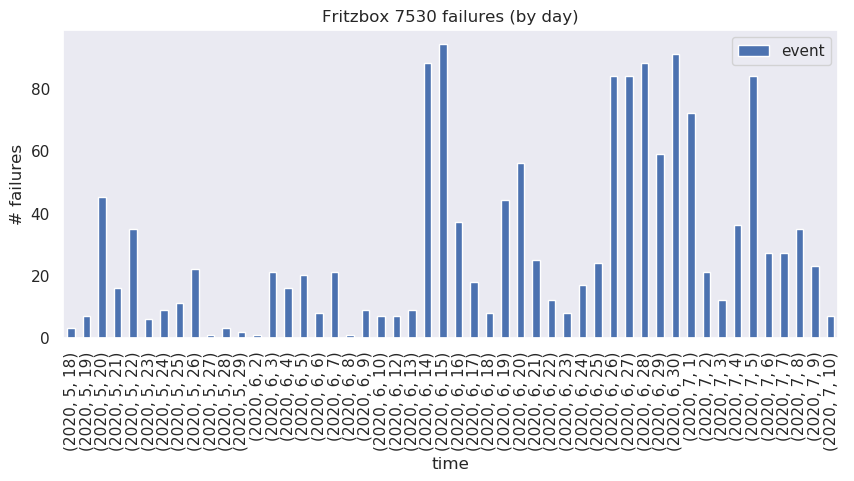 Fritzbox 7530 failures (by day)
event
# failures
80
60
40
20
0
(2020, 5, 18)
(2020, 5, 19)
(2020, 5, 20)
(2020, 5, 21)
(2020, 5, 22)
(2020, 5, 23)
(2020, 5, 24)
(2020, 5, 25)
(2020, 5, 26)
(2020, 5, 27)
(2020, 5, 28)
(2020, 5, 29)
(2020, 6, 2)
(2020, 6, 3)
(2020, 6, 4)
(2020, 6, 5)
(2020, 6, 6)
(2020, 6, 7)
(2020, 6, 8)
(2020, 6, 9)
(2020, 6, 10)
(2020, 6, 12)
(2020, 6, 13)
(2020, 6, 14)
(2020, 6, 15)
(2020, 6, 16)
(2020, 6, 17)
(2020, 6, 18)
(2020, 6, 19)
(2020, 6, 20)
(2020, 6, 21)
(2020, 6, 22)
(2020, 6, 23)
(2020, 6, 24)
(2020, 6, 25)
(2020, 6, 26)
(2020, 6, 27)
(2020, 6, 28)
(2020, 6, 29)
(2020, 6, 30)
(2020, 7, 1)
(2020, 7, 2)
(2020, 7, 3)
(2020, 7, 4)
(2020, 7, 5)
(2020, 7, 6)
(2020, 7, 7)
(2020, 7, 8)
(2020, 7, 9)
(2020, 7, 10)
time